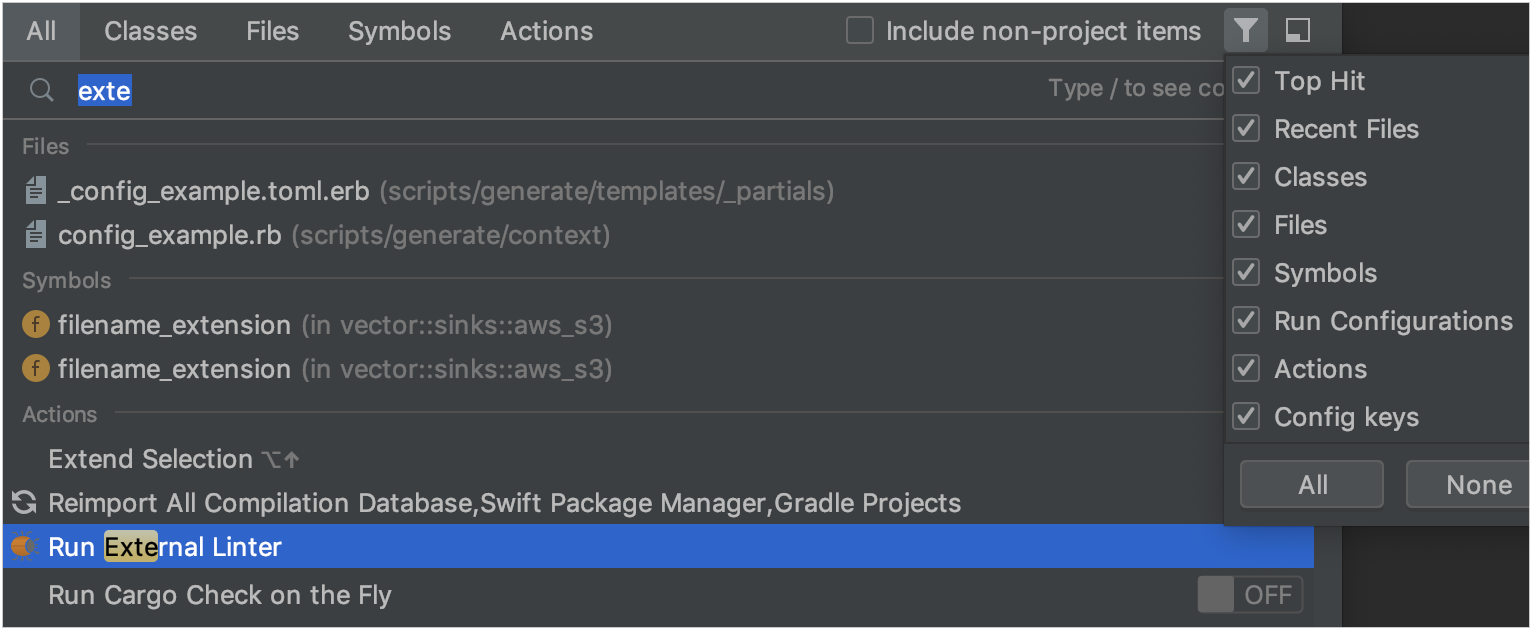 All Classes Files Symbols Actions Include non-project items
exte Type / to see co
Top Hit
Recent Files
Classes
Files
Symbols
Run Configurations
Actions
Config keys
All None
Files
_config_example.toml.erb (scripts/generate/templates/_partials)
config_example.rb (scripts/generate/context)
Symbols
f filename_extension (in vector::sinks::aws_s3)
f filename_extension (in vector::sinks::aws_s3)
Actions
Extend Selection ⌥↑
Reimport All Compilation Database,Swift Package Manager,Gradle Projects
Run External Linter
Run Cargo Check on the Fly OFF